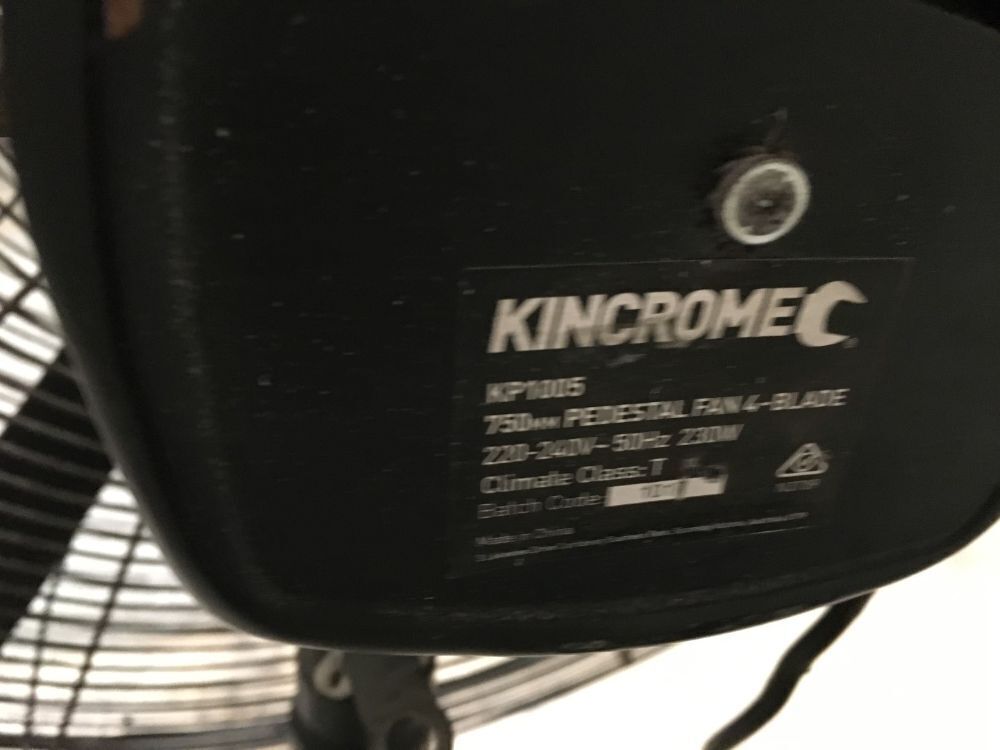 KINCROME
KP1005
750mm PEDESTAL FAN 4-BLADE
220-240V~ 50Hz 230W
Climate Class: T
Batch Code
Made in China